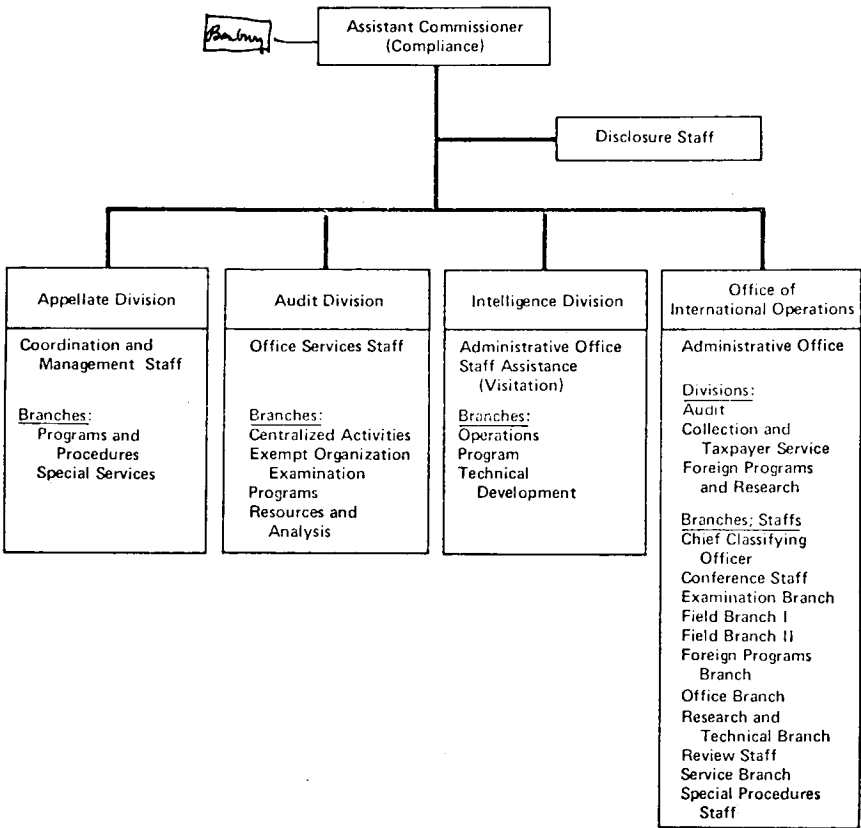 Assistant Commissioner
(Compliance)
Disclosure Staff
Appellate Division
Coordination and
Management Staff
Branches:
Programs and
Procedures
Special Services
Audit Division
Office Services Staff
Branches:
Centralized Activities
Exempt Organization
Examination
Programs
Resources and
Analysis
Intelligence Division
Administrative Office
Staff Assistance
(Visitation)
Branches:
Operations
Program
Technical
Development
Office of
International Operations
Administrative Office
Divisions:
Audit
Collection and
Taxpayer Service
Foreign Programs
and Research
Branches; Staffs
Chief Classifying
Officer
Conference Staff
Examination Branch
Field Branch I
Field Branch II
Foreign Programs
Branch
Office Branch
Research and
Technical Branch
Review Staff
Service Branch
Special Procedures
Staff